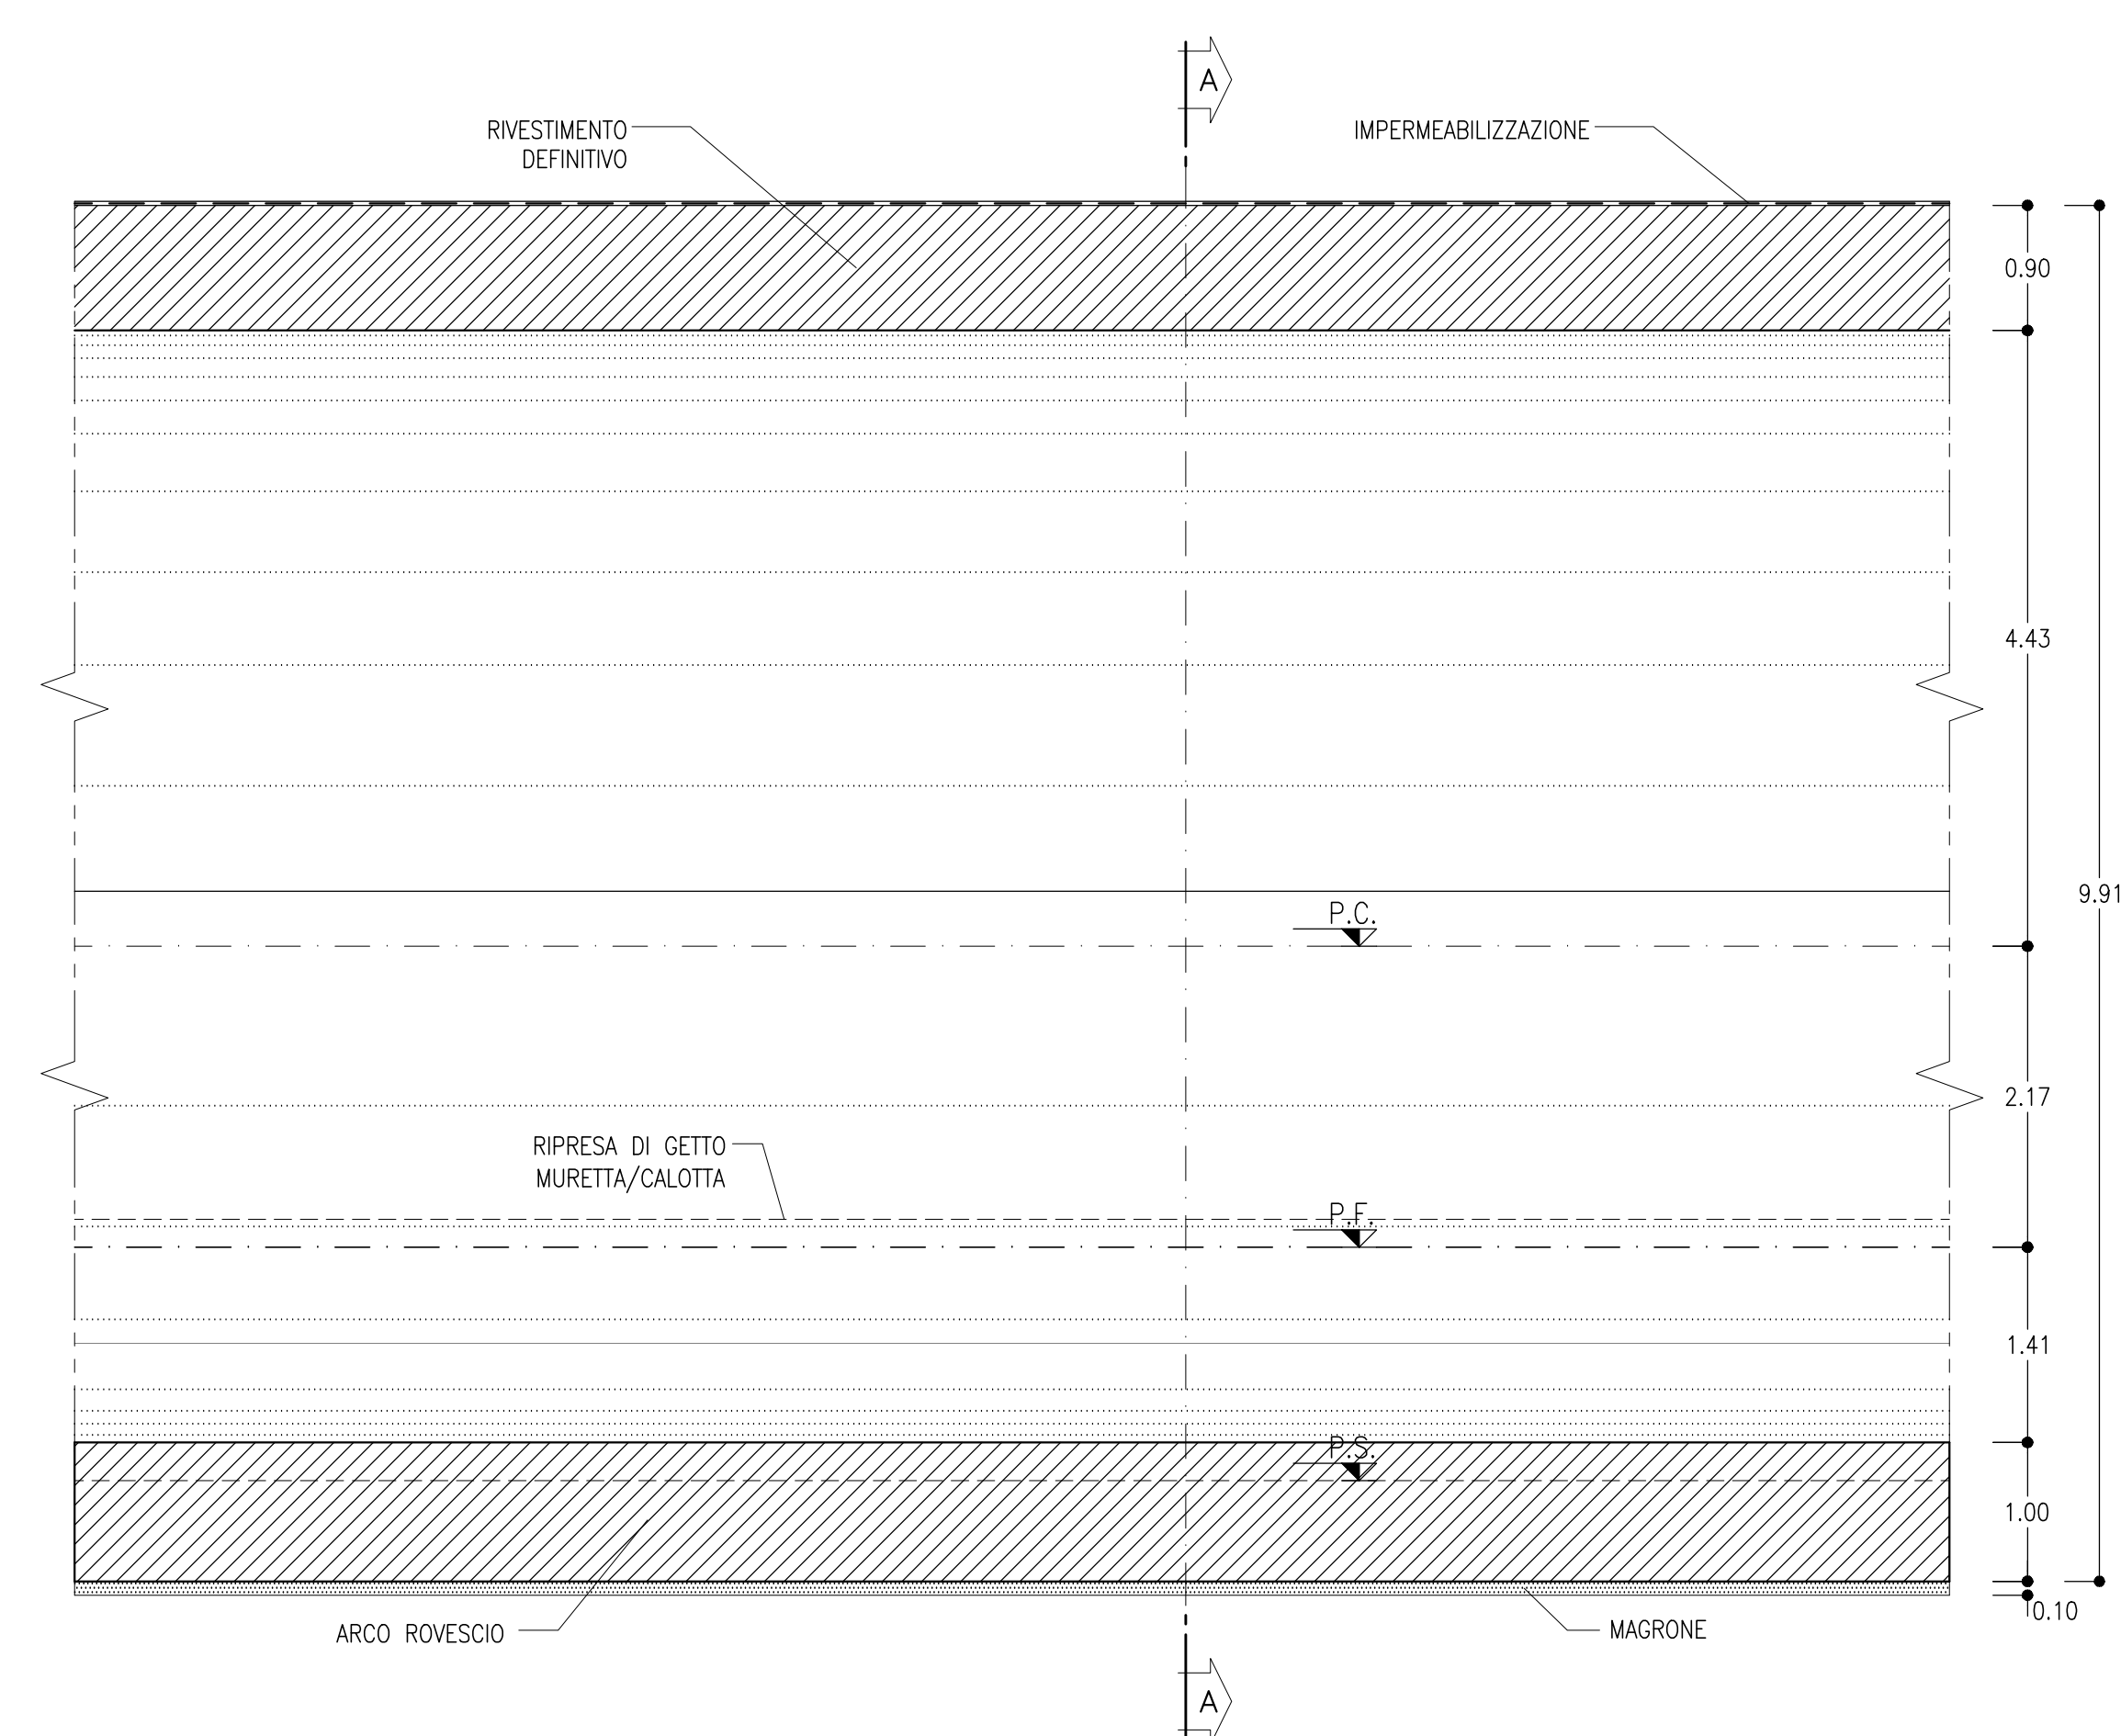 A
RIVESTIMENTO
DEFINITIVO
IMPERMEABILIZZAZIONE
0.90
4.43
9.91
P.C.
2.17
RIPRESA DI GETTO
MURETTA/CALOTTA
P.F.
1.41
P.S.
1.00
0.10
ARCO ROVESCIO
MAGRONE
A